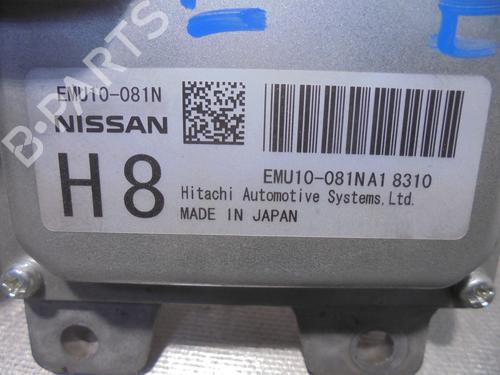 B-PARTS
EMU10-081N
NISSAN
H8
EMU10-081NA1 8310
Hitachi Automotive Systems,Ltd.
MADE IN JAPAN